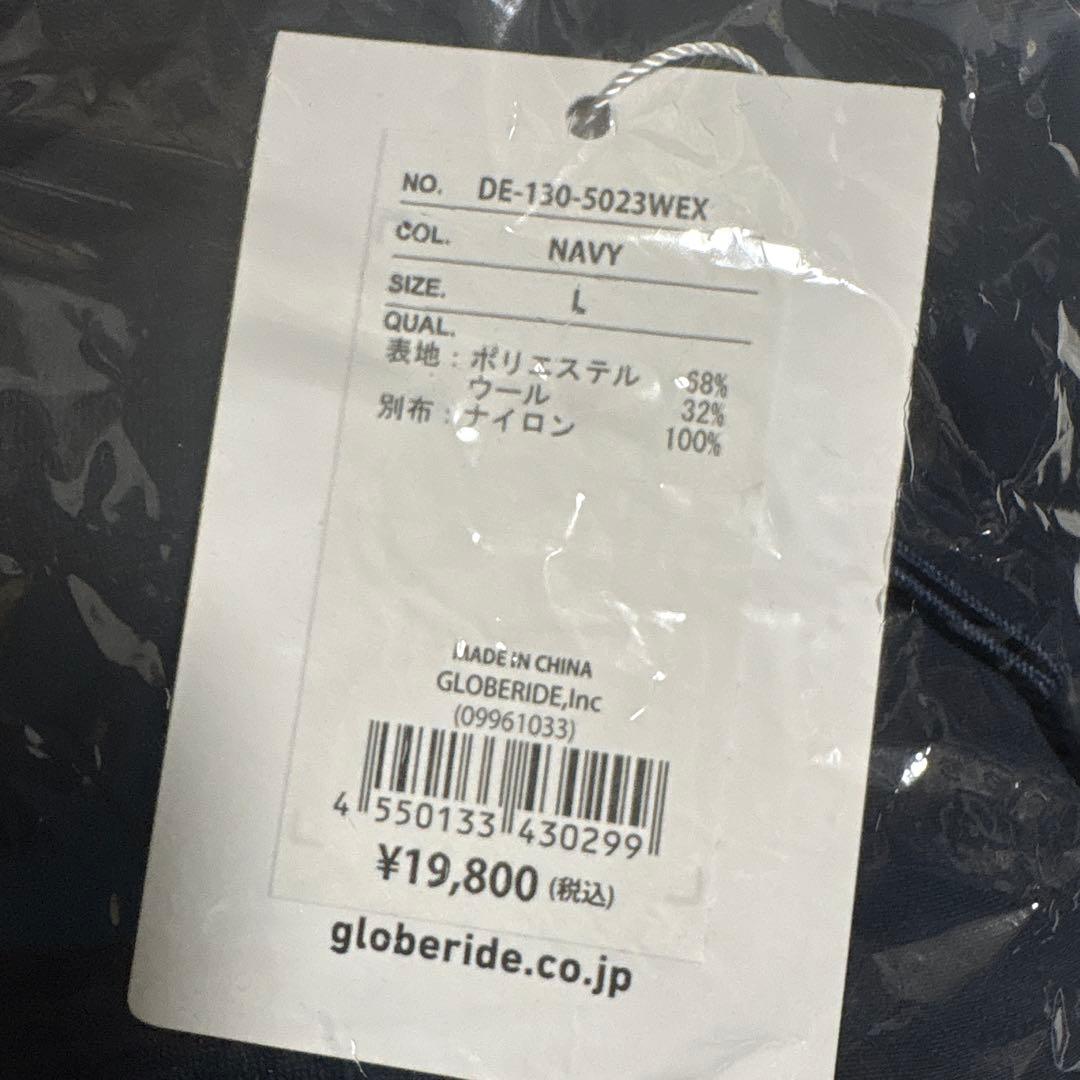 NO. DE-130-5023WEX
COL. NAVY
SIZE. L
QUAL.
表地：ポリエステル 68%
ウール 32%
別布：ナイロン 100%
MADE IN CHINA
GLOBERIDE,Inc
(09961033)
4 550133 430299
¥19,800 (税込)
globeride.co.jp